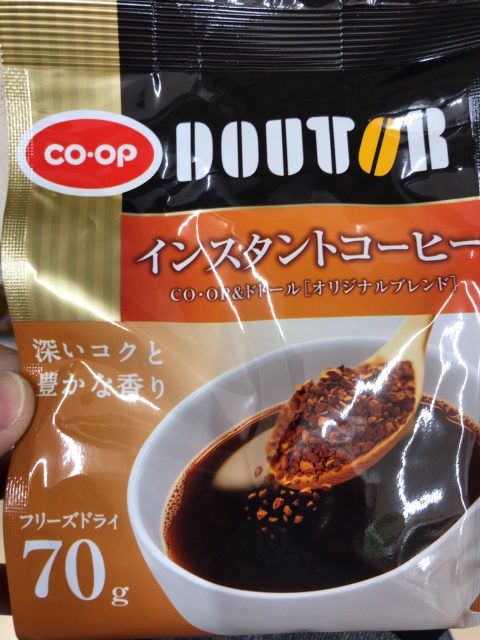 CO·OP
DOUTOR
インスタントコーヒー
CO・OP&ドトール[オリジナルブレンド]
深いコクと
豊かな香り
フリーズドライ
70g